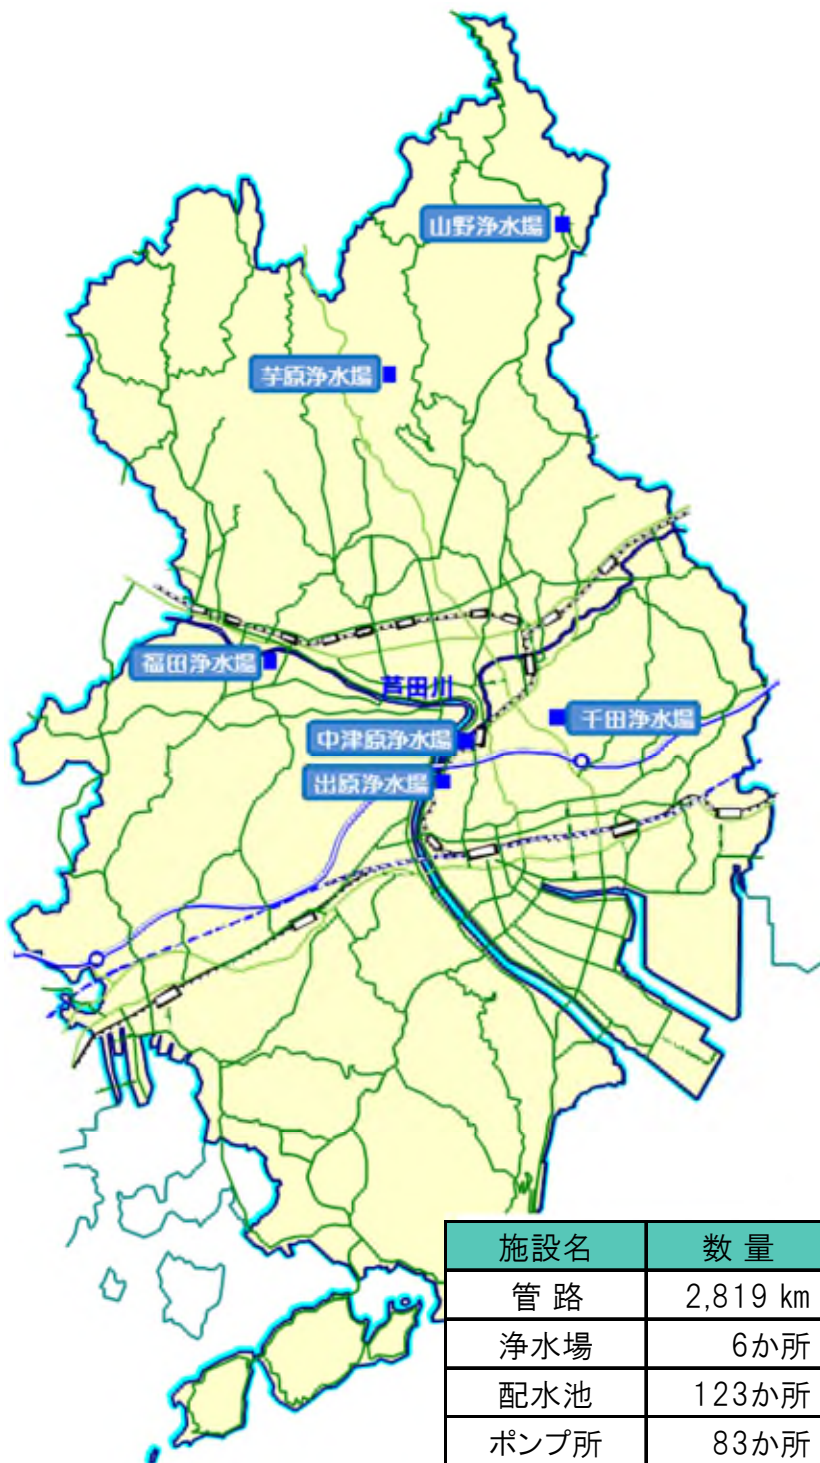 山野浄水場
芋原浄水場
福田浄水場
芦田川
千田浄水場
中津原浄水場
出原浄水場
施設名 数量
管路 2,819 km
浄水場 6か所
配水池 123か所
ポンプ所 83か所